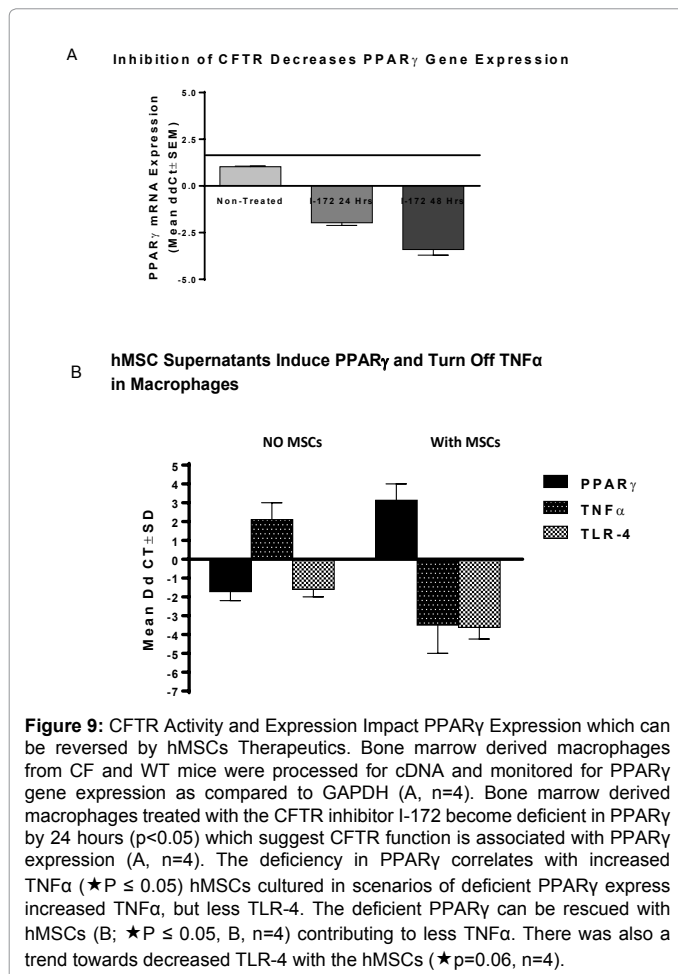 A
Inhibition of CFTR Decreases PPARγ Gene Expression
PPARγ mRNA Expression
(Mean ddCt±SEM)
5.0
2.5
0.0
-2.5
-5.0
Non-Treated
I-172 24 Hrs
I-172 48 Hrs
B
hMSC Supernatants Induce PPARγ and Turn Off TNFα
in Macrophages
NO MSCs
With MSCs
Mean Dd CT±SD
5
4
3
2
1
0
-1
-2
-3
-4
-5
-6
-7
PPARγ
TNFα
TLR-4
Figure 9: CFTR Activity and Expression Impact PPARγ Expression which can
be reversed by hMSCs Therapeutics. Bone marrow derived macrophages
from CF and WT mice were processed for cDNA and monitored for PPARγ
gene expression as compared to GAPDH (A, n=4). Bone marrow derived
macrophages treated with the CFTR inhibitor I-172 become deficient in PPARγ
by 24 hours (p<0.05) which suggest CFTR function is associated with PPARγ
expression (A, n=4). The deficiency in PPARγ correlates with increased
TNFα (★P ≤ 0.05) hMSCs cultured in scenarios of deficient PPARγ express
increased TNFα, but less TLR-4. The deficient PPARγ can be rescued with
hMSCs (B; ★P ≤ 0.05, B, n=4) contributing to less TNFα. There was also a
trend towards decreased TLR-4 with the hMSCs (★p=0.06, n=4).